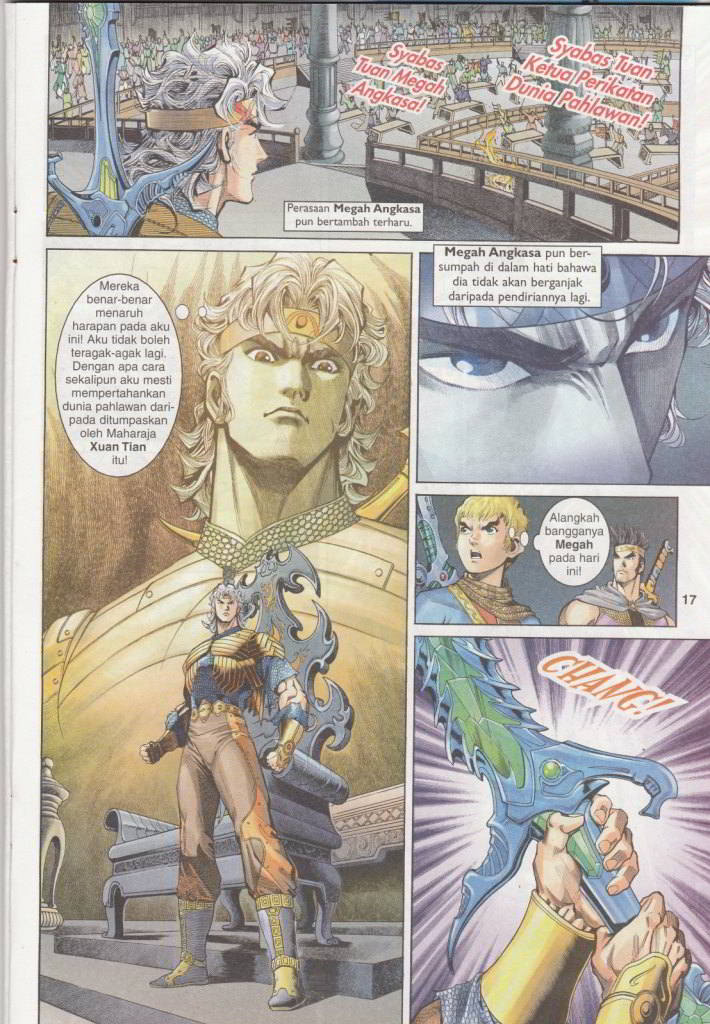 Syabas
Tuan Megah
Angkasa!
Syabas Tuan
Ketua Perikatan
Dunia Pahlawan!
Perasaan Megah Angkasa
pun bertambah terharu.
Mereka
benar-benar
menaruh
harapan pada aku
ini! Aku tidak boleh
teragak-agak lagi.
Dengan apa cara
sekalipun aku mesti
mempertahankan
dunia pahlawan dari-
pada ditumpaskan
oleh Maharaja
Xuan Tian
itu!
Megah Angkasa pun ber-
sumpah di dalam hati bahawa
dia tidak akan berganjak
daripada pendiriannya lagi.
Alangkah
bangganya
Megah
pada hari
ini!
17
CHANG!